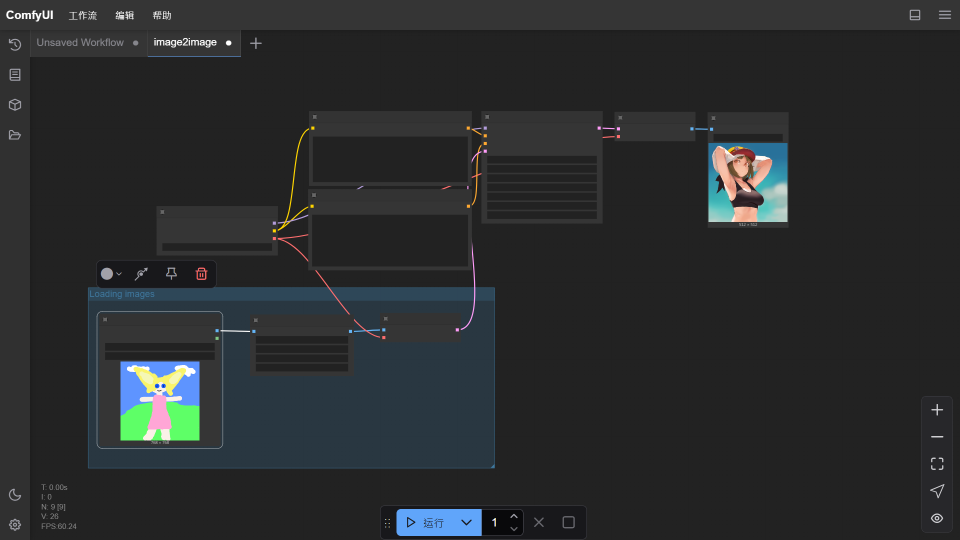 ComfyUI 工作流 编辑 帮助
Unsaved Workflow image2image
Loading images
T: 0.00s
I: 0
N: 9 [9]
V: 26
FPS:60.24
运行 1